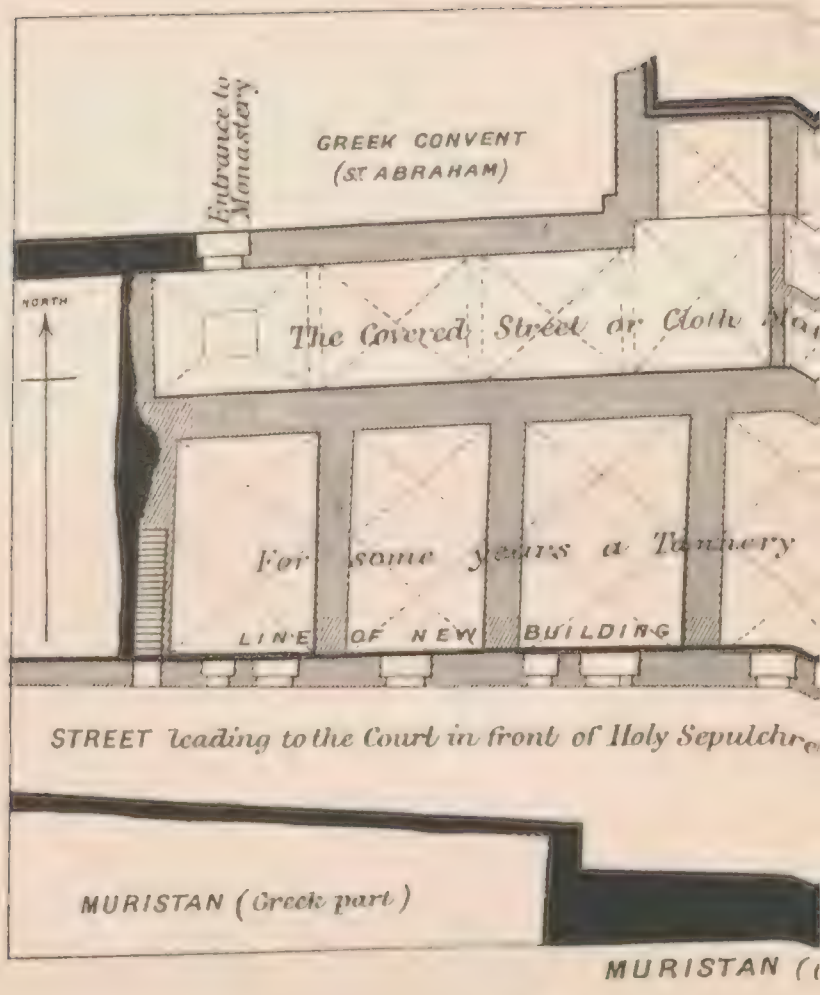 Entrance to
Monastery
GREEK CONVENT
(ST. ABRAHAM)
NORTH
The Covered Street or Cloth
For some years a Tannery
LINE OF NEW BUILDING
STREET leading to the Court in front of Holy Sepulchre
MURISTAN (Greek part)
MURISTAN (